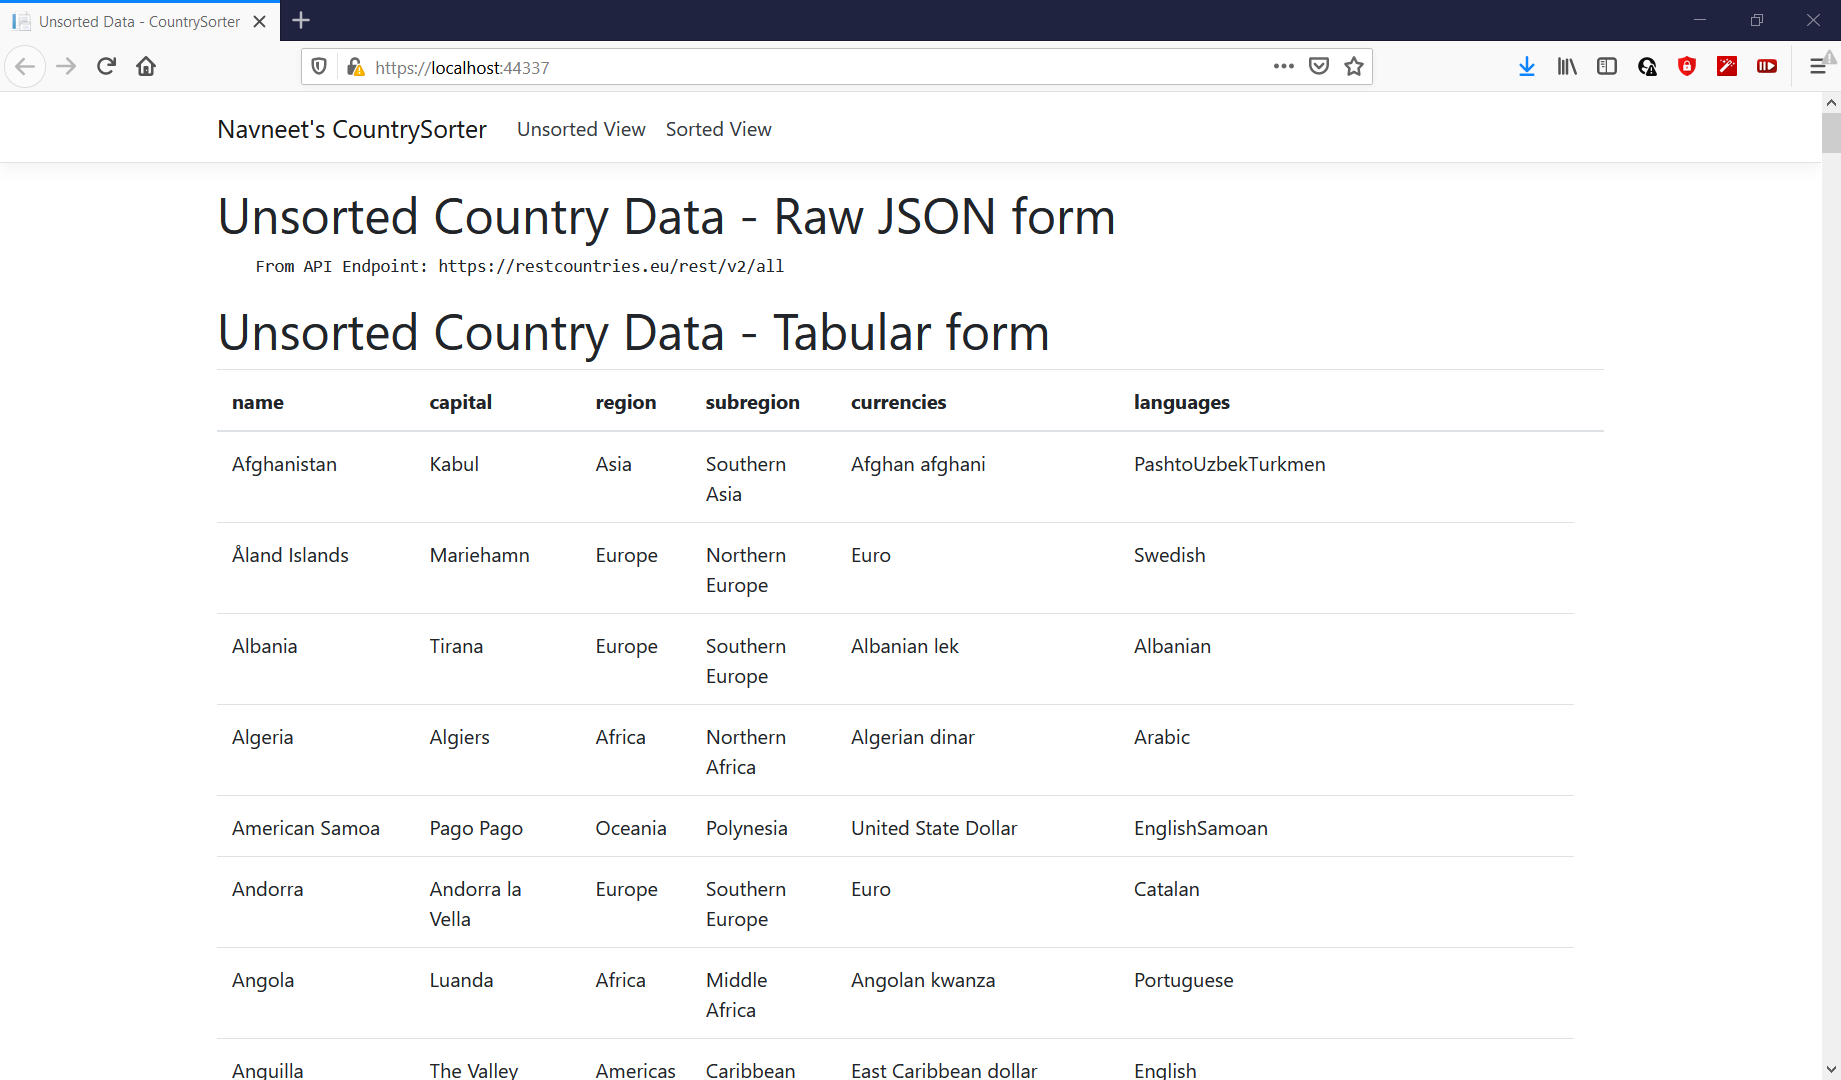 Unsorted Data - CountrySorter
https://localhost:44337
Navneet's CountrySorter Unsorted View Sorted View
Unsorted Country Data - Raw JSON form
From API Endpoint: https://restcountries.eu/rest/v2/all
Unsorted Country Data - Tabular form
name capital region subregion currencies languages
Afghanistan Kabul Asia Southern Afghan afghani PashtoUzbekTurkmen
Asia
Åland Islands Mariehamn Europe Northern Euro Swedish
Europe
Albania Tirana Europe Southern Albanian lek Albanian
Europe
Algeria Algiers Africa Northern Algerian dinar Arabic
Africa
American Samoa Pago Pago Oceania Polynesia United State Dollar EnglishSamoan
Andorra Andorra la Europe Southern Euro Catalan
Vella Europe
Angola Luanda Africa Middle Angolan kwanza Portuguese
Africa
Anguilla The Valley Americas Caribbean East Caribbean dollar English